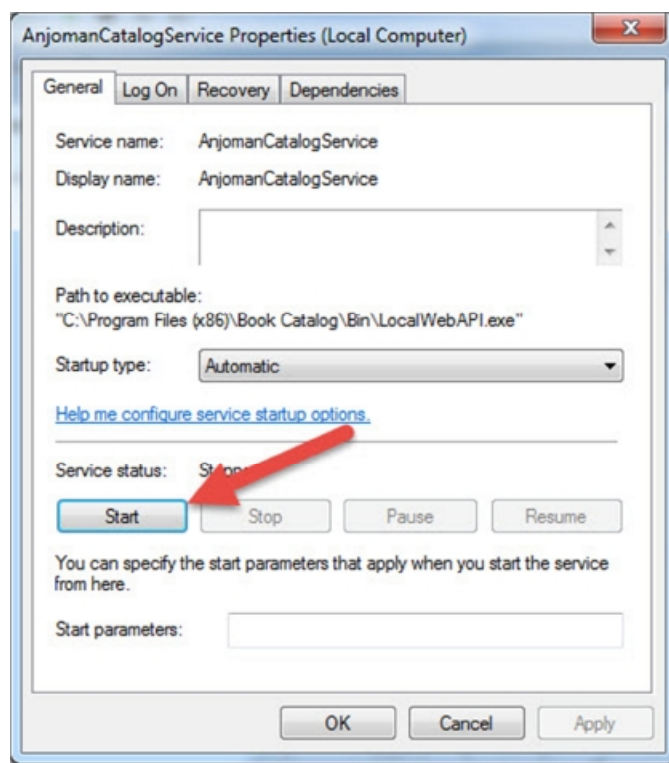 AnjomanCatalogService Properties (Local Computer)
General Log On Recovery Dependencies
Service name: AnjomanCatalogService
Display name: AnjomanCatalogService
Description:
Path to executable:
"C:\Program Files (x86)\Book Catalog\Bin\LocalWebAPI.exe"
Startup type: Automatic
Help me configure service startup options.
Service status:
Start Stop Pause Resume
You can specify the start parameters that apply when you start the service
from here.
Start parameters:
OK Cancel Apply